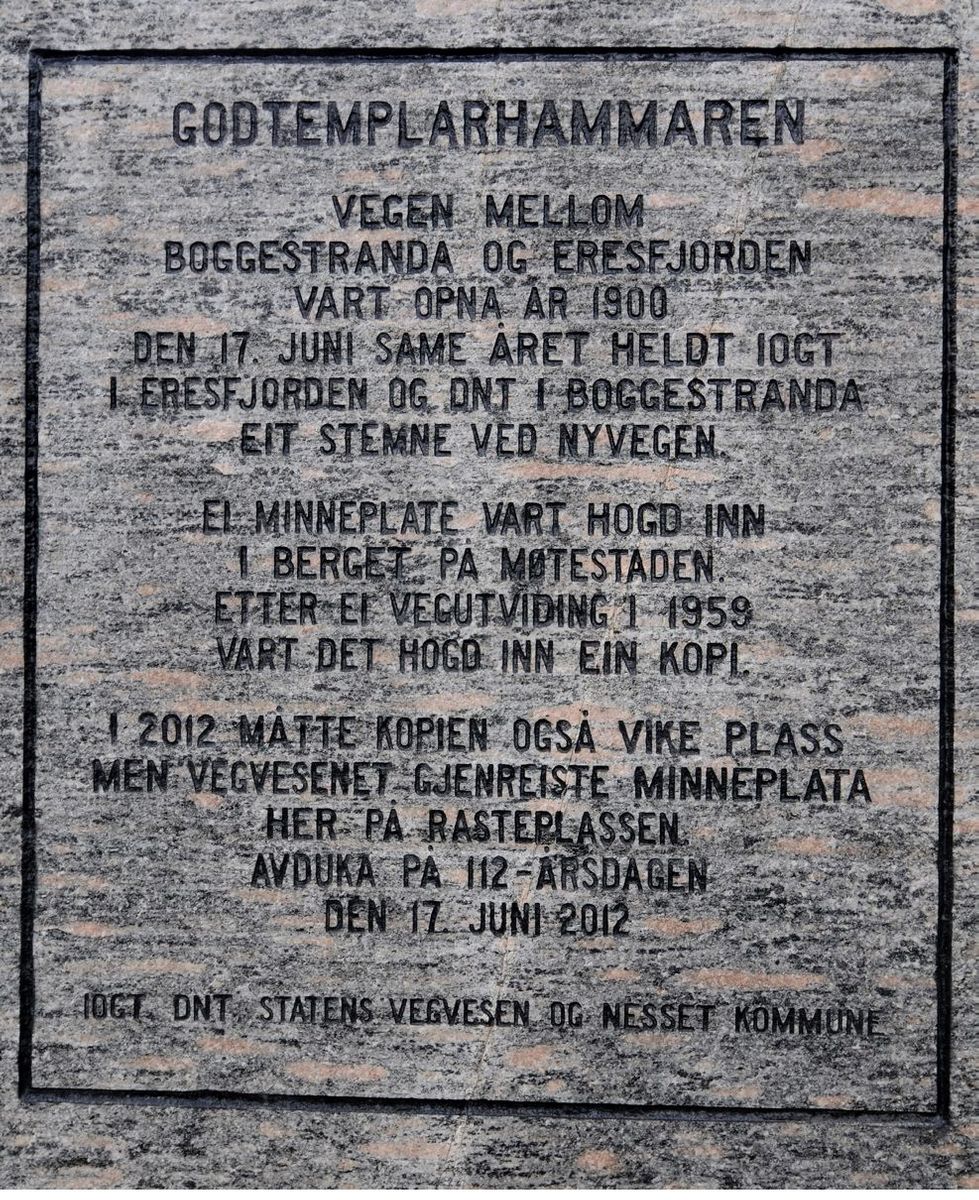 GODTEMPLARHAMMAREN
VEGEN MELLOM
BOGGESTRANDA OG ERESFJORDEN
VART OPNA ÅR 1900
DEN 17. JUNI SAME ÅRET HELDT IOGT
I ERESFJORDEN OG DNT I BOGGESTRANDA
EIT STEMNE VED NYVEGEN.
EI MINNEPLATE VART HOGD INN
I BERGET PÅ MØTESTADEN.
ETTER EI VEGUTVIDING I 1959
VART DET HOGD INN EIN KOPI.
I 2012 MÅTTE KOPIEN OGSÅ VIKE PLASS
MEN VEGVESENET GJENREISTE MINNEPLATA
HER PÅ RASTEPLASSEN.
AVDUKA PÅ 112-ÅRSDAGEN
DEN 17. JUNI 2012
IOGT, DNT, STATENS VEGVESEN OG NESSET KOMMUNE